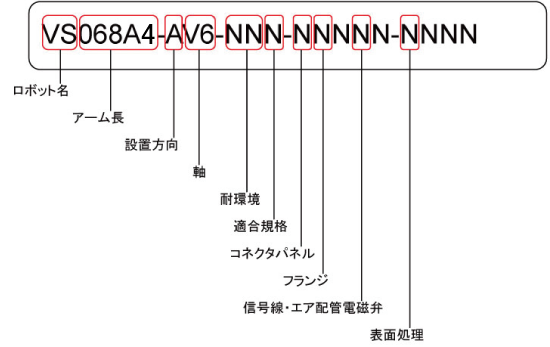 VS068A4-AV6-NNN-NNNNN-NNNN
ロボット名
アーム長
設置方向
軸
耐環境
適合規格
コネクタパネル
フランジ
信号線・エア配管電磁弁
表面処理